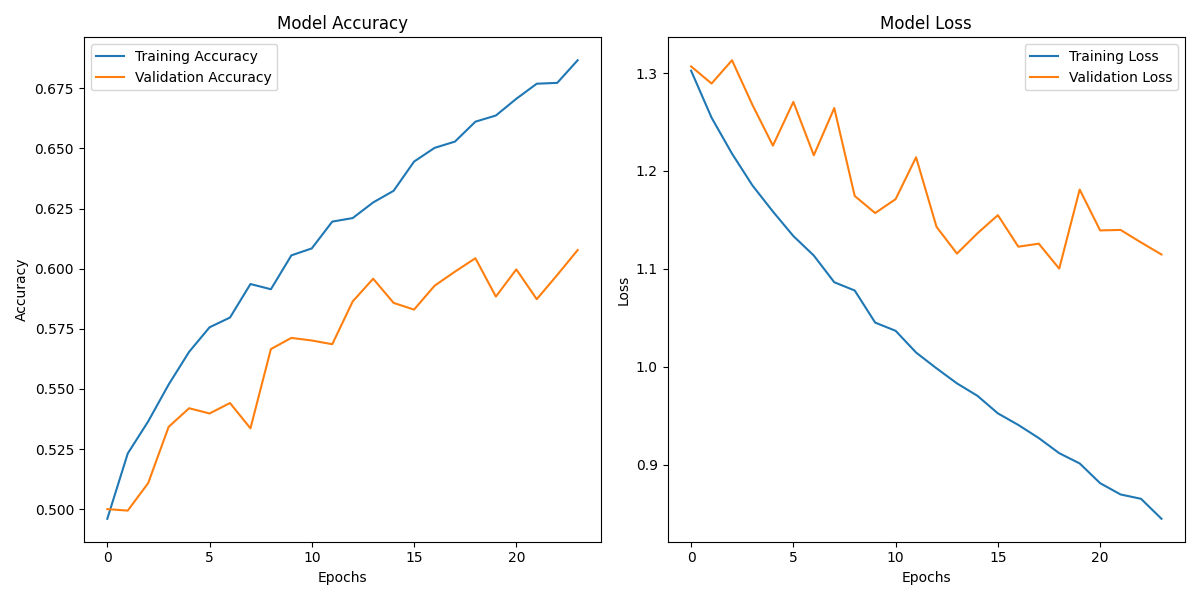 Model Accuracy
Training Accuracy
Validation Accuracy
0.675
0.650
0.625
0.600
0.575
0.550
0.525
0.500
Accuracy
0 5 10 15 20
Epochs
Model Loss
Training Loss
Validation Loss
1.3
1.2
1.1
1.0
0.9
Loss
0 5 10 15 20
Epochs